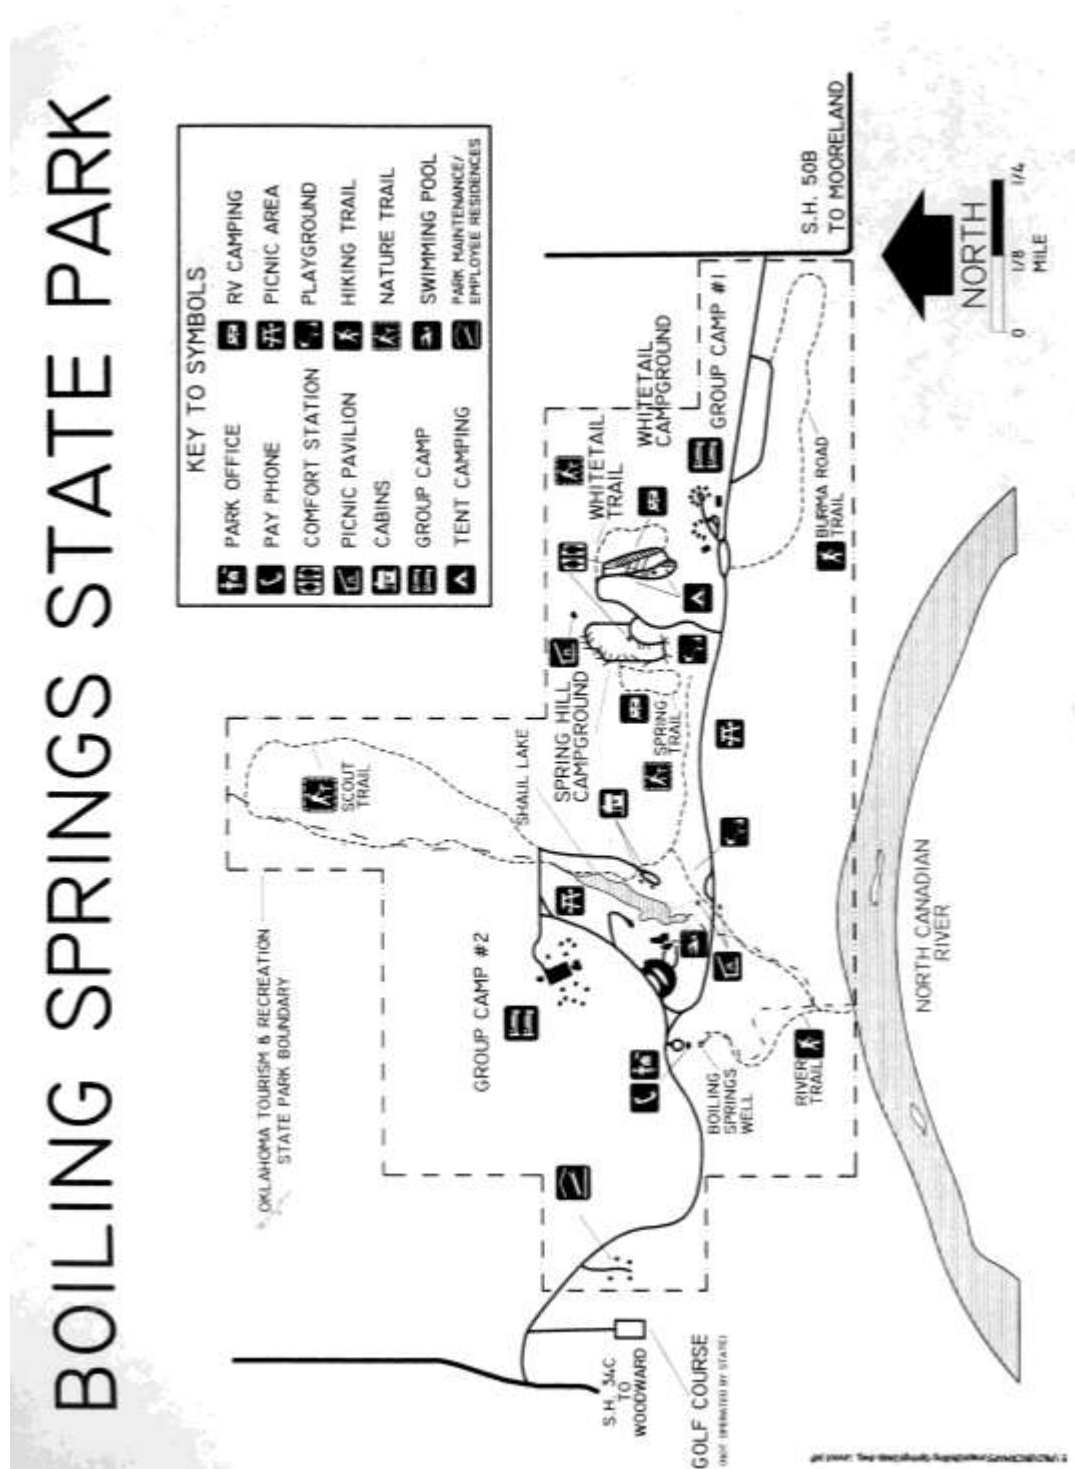 BOILING SPRINGS STATE PARK
KEY TO SYMBOLS
PARK OFFICE
PAY PHONE
COMFORT STATION
PICNIC PAVILION
CABINS
GROUP CAMP
TENT CAMPING
RV CAMPING
PICNIC AREA
PLAYGROUND
HIKING TRAIL
NATURE TRAIL
SWIMMING POOL
PARK MAINTENANCE/
EMPLOYEE RESIDENCES
OKLAHOMA TOURISM & RECREATION
STATE PARK BOUNDARY
SCOUT
TRAIL
GROUP CAMP #2
SHAUL LAKE
SPRING HILL
CAMPGROUND
WHITETAIL
TRAIL
WHITETAIL
CAMPGROUND
SPRING
TRAIL
GROUP CAMP #1
S.H. 34C
TO
WOODWARD
GOLF COURSE
(NOT OPERATED BY STATE)
BOILING
SPRINGS
WELL
RIVER
TRAIL
BURMA ROAD
TRAIL
S.H. 50B
TO MOORELAND
NORTH CANADIAN
RIVER
NORTH
0 1/8 1/4
MILE